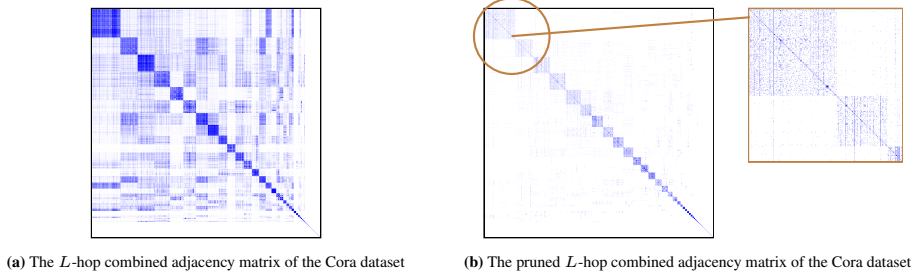 (a) The L-hop combined adjacency matrix of the Cora dataset
(b) The pruned L-hop combined adjacency matrix of the Cora dataset